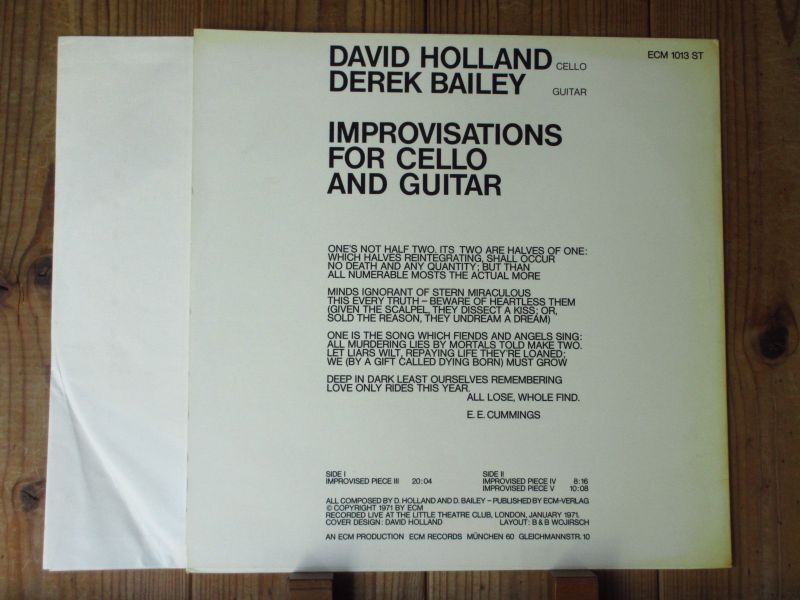 DAVID HOLLAND CELLO ECM 1013 ST
DEREK BAILEY GUITAR
IMPROVISATIONS
FOR CELLO
AND GUITAR
ONE'S NOT HALF TWO. ITS TWO ARE HALVES OF ONE:
WHICH HALVES REINTEGRATING, SHALL OCCUR
NO DEATH AND ANY QUANTITY; BUT THAN
ALL NUMERABLE MOSTS THE ACTUAL MORE
MINDS IGNORANT OF STERN MIRACULOUS
THIS EVERY TRUTH – BEWARE OF HEARTLESS THEM
(GIVEN THE SCALPEL, THEY DISSECT A KISS; OR,
SOLD THE REASON, THEY UNDREAM A DREAM)
ONE IS THE SONG WHICH FIENDS AND ANGELS SING:
ALL MURDERING LIES BY MORTALS TOLD MAKE TWO.
LET LIARS WILT, REPAYING LIFE THEY'RE LOANED;
WE (BY A GIFT CALLED DYING BORN) MUST GROW
DEEP IN DARK LEAST OURSELVES REMEMBERING
LOVE ONLY RIDES THIS YEAR.
ALL LOSE, WHOLE FIND.
E. E. CUMMINGS
SIDE I
IMPROVISED PIECE III 20:04
SIDE II
IMPROVISED PIECE IV 8:16
IMPROVISED PIECE V 10:08
ALL COMPOSED BY D. HOLLAND AND D. BAILEY – PUBLISHED BY ECM-VERLAG
© COPYRIGHT 1971 BY ECM
RECORDED LIVE AT THE LITTLE THEATRE CLUB, LONDON, JANUARY 1971.
COVER DESIGN: DAVID HOLLAND LAYOUT: B & B WOJIRSCH
AN ECM PRODUCTION ECM RECORDS MÜNCHEN 60 GLEICHMANNSTR. 10